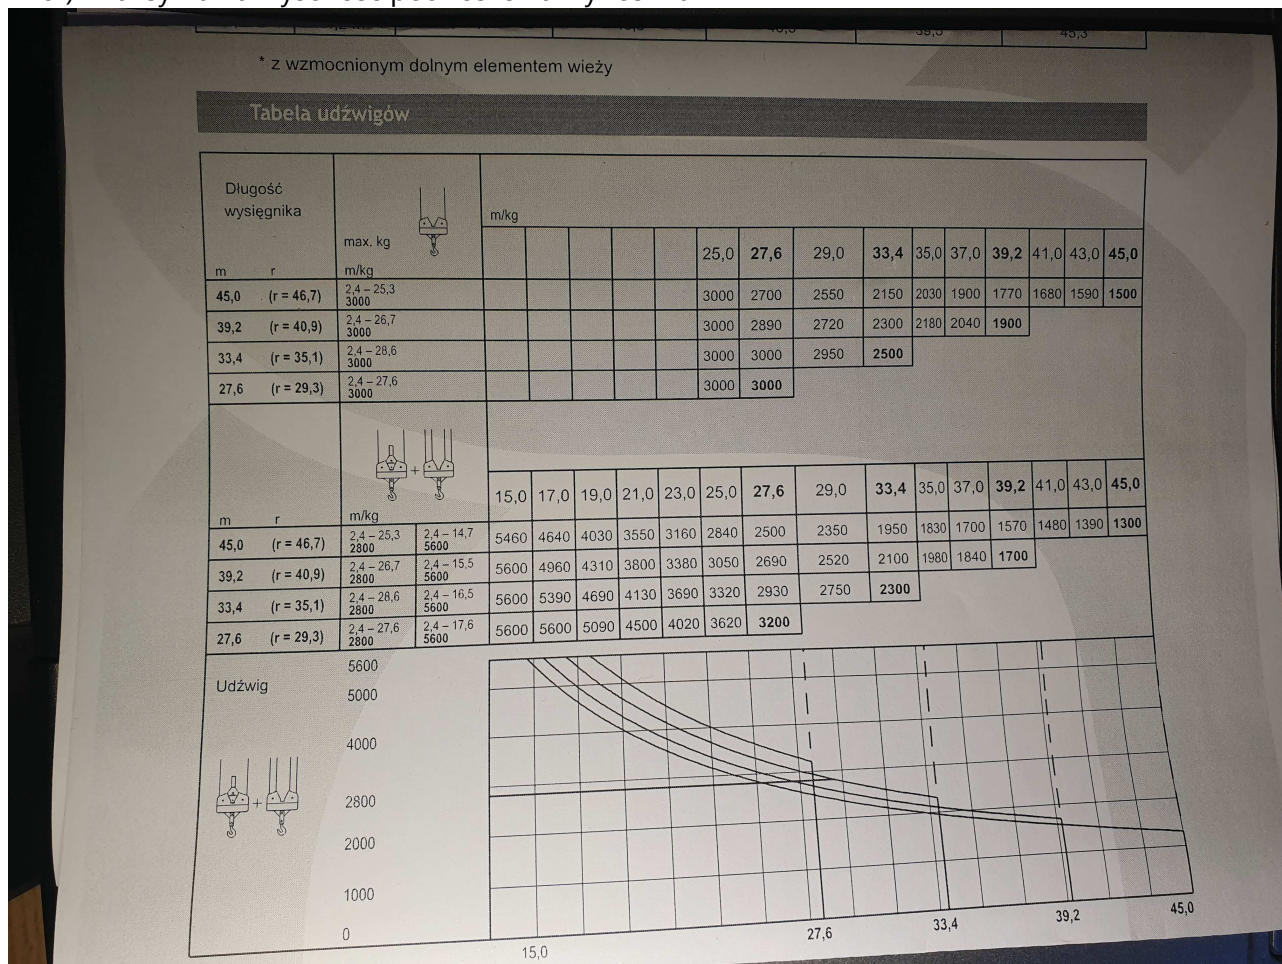 45,3
* z wzmocnionym dolnym elementem wieży
Tabela udźwigów
Długość
wysięgnika
max. kg
m/kg
m r m/kg
25,0 27,6 29,0 33,4 35,0 37,0 39,2 41,0 43,0 45,0
45,0 (r = 46,7) 2,4 – 25,3 3000 3000 2700 2550 2150 2030 1900 1770 1680 1590 1500
39,2 (r = 40,9) 2,4 – 26,7 3000 3000 2890 2720 2300 2180 2040 1900
33,4 (r = 35,1) 2,4 – 28,6 3000 3000 3000 2950 2500
27,6 (r = 29,3) 2,4 – 27,6 3000 3000 3000
+
15,0 17,0 19,0 21,0 23,0 25,0 27,6 29,0 33,4 35,0 37,0 39,2 41,0 43,0 45,0
m r m/kg
45,0 (r = 46,7) 2,4 – 25,3 2800 2,4 – 14,7 5600 5460 4640 4030 3550 3160 2840 2500 2350 1950 1830 1700 1570 1480 1390 1300
39,2 (r = 40,9) 2,4 – 26,7 2800 2,4 – 15,5 5600 5600 4960 4310 3800 3380 3050 2690 2520 2100 1980 1840 1700
33,4 (r = 35,1) 2,4 – 28,6 2800 2,4 – 16,5 5600 5600 5390 4690 4130 3690 3320 2930 2750 2300
27,6 (r = 29,3) 2,4 – 27,6 2800 2,4 – 17,6 5600 5600 5600 5090 4500 4020 3620 3200
5600
Udźwig
5000
4000
+
2800
2000
1000
0
15,0 27,6 33,4 39,2 45,0